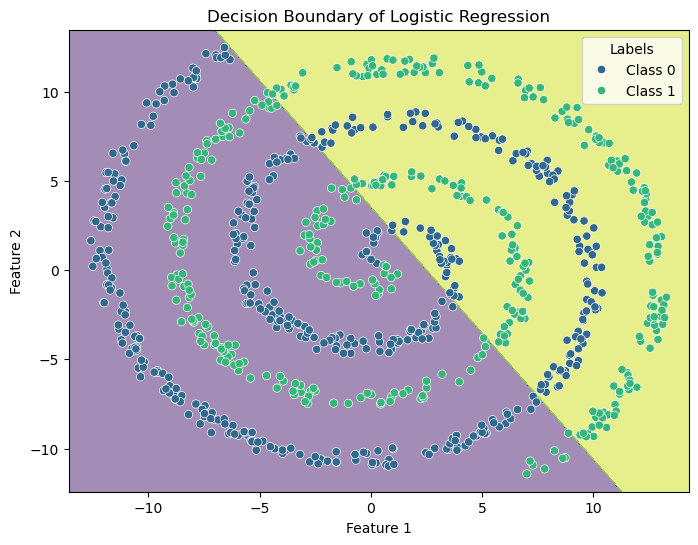 Decision Boundary of Logistic Regression
Labels
Class 0
Class 1
Feature 2
10
5
0
−5
−10
−10
−5
0
5
10
Feature 1